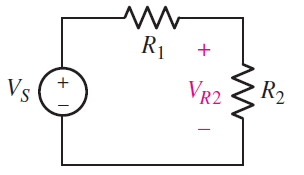 R1 +
VS + − VR2 R2
−